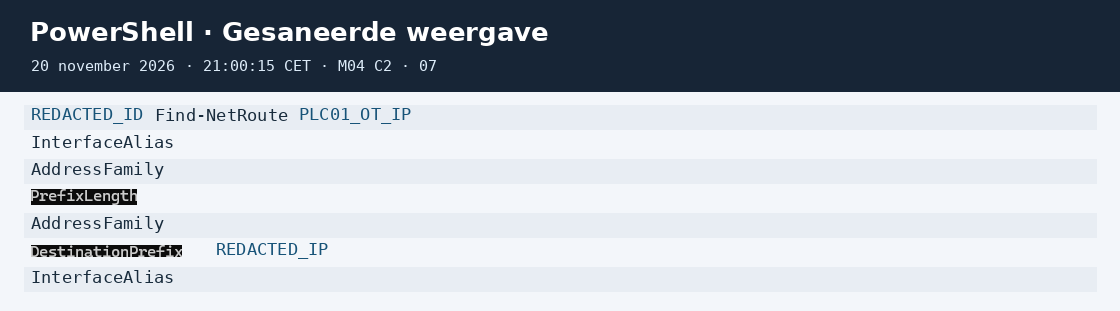 PowerShell · Gesaneerde weergave
20 november 2026 · 21:00:15 CET · M04 C2 · 07
REDACTED_ID Find-NetRoute PLC01_OT_IP
InterfaceAlias
AddressFamily
PrefixLength
AddressFamily
DestinationPrefix REDACTED_IP
InterfaceAlias